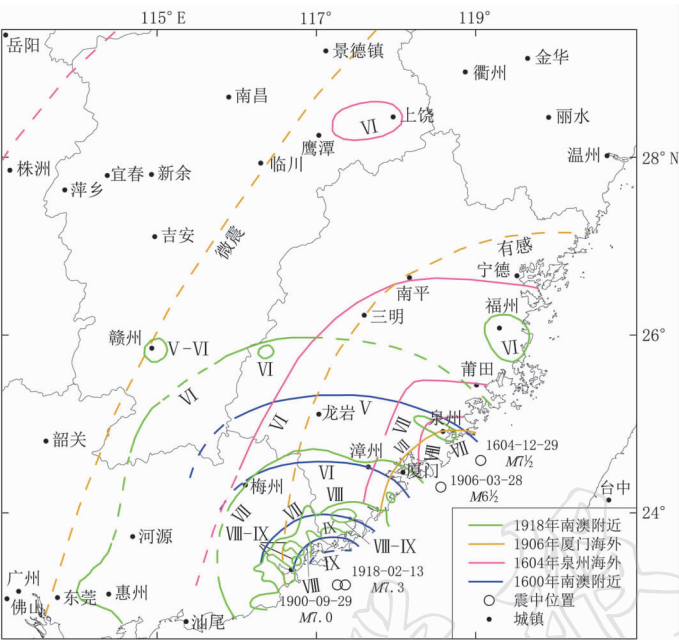 115°E
117°
119°
岳阳
景德镇
金华
衢州
南昌
上饶
Ⅵ
丽水
鹰潭
温州
28°N
临川
株洲
宜春
新余
萍乡
吉安
微震
有感
宁德
南平
福州
三明
Ⅵ
26°
赣州
Ⅴ-Ⅵ
Ⅵ
莆田
Ⅵ
Ⅵ
龙岩
Ⅴ
泉州
Ⅶ
Ⅶ
Ⅷ
Ⅶ
韶关
1604-12-29
M7½
漳州
厦门
1906-03-28
M6½
Ⅵ
梅州
Ⅷ
台中
24°
Ⅶ
Ⅶ
Ⅷ-Ⅸ
Ⅸ
河源
Ⅷ-Ⅸ
Ⅸ
1918-02-13
M7.3
Ⅷ
1900-09-29
M7.0
广州
佛山
东莞
惠州
汕尾
1918年南澳附近
1906年厦门海外
1604年泉州海外
1600年南澳附近
震中位置
城镇